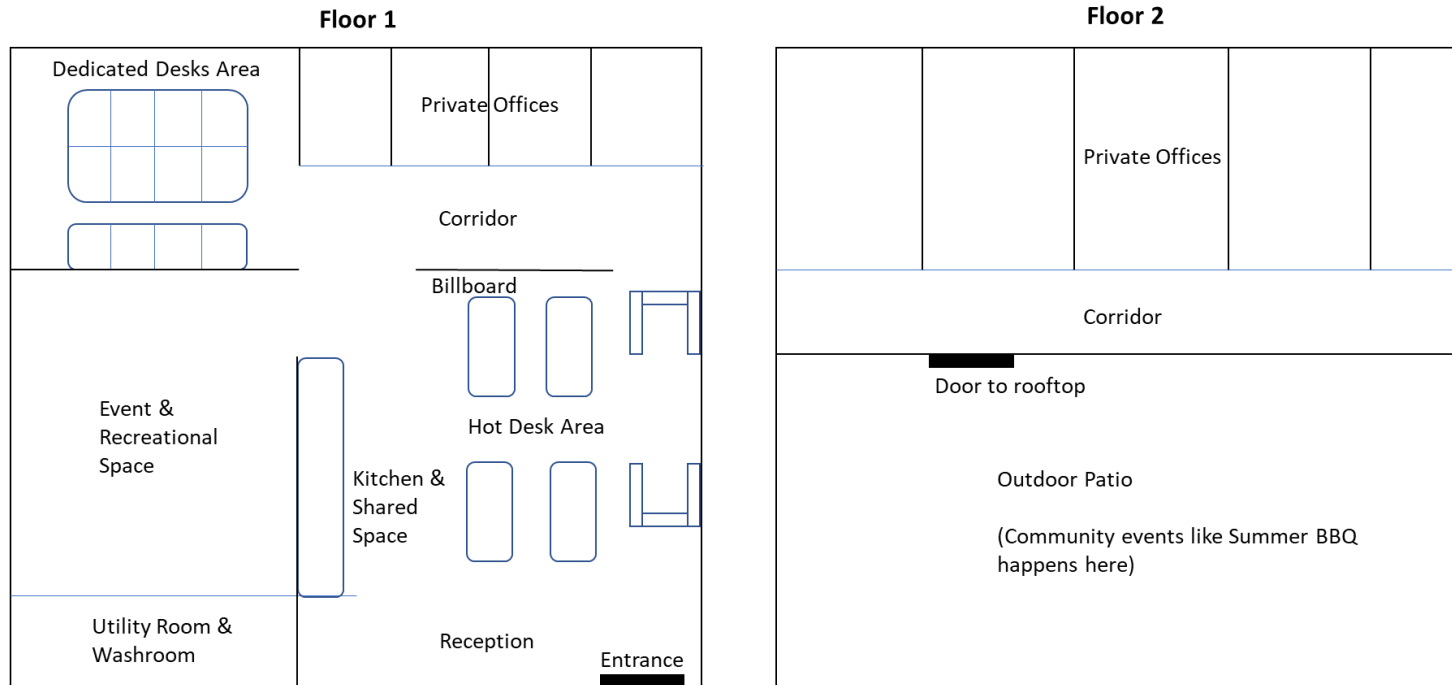 Floor 1
Dedicated Desks Area
Private Offices
Corridor
Billboard
Event &
Recreational
Space
Hot Desk Area
Kitchen &
Shared
Space
Utility Room &
Washroom
Reception
Entrance
Floor 2
Private Offices
Corridor
Door to rooftop
Outdoor Patio
(Community events like Summer BBQ
happens here)